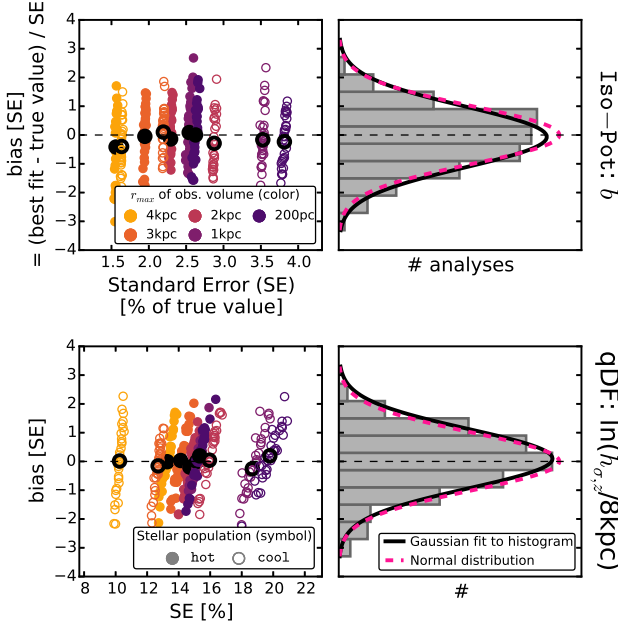 4
3
2
1
0
−1
−2
−3
−4
bias [SE]
= (best fit - true value) / SE
r_max of obs. volume (color)
4kpc 2kpc 200pc
3kpc 1kpc
1.5 2.0 2.5 3.0 3.5 4.0
Standard Error (SE)
[% of true value]
# analyses
Iso−Pot: b
4
3
2
1
0
−1
−2
−3
−4
bias [SE]
Stellar population (symbol)
hot cool
8 10 12 14 16 18 20 22
SE [%]
Gaussian fit to histogram
Normal distribution
#
qDF: ln(h_{σ,z}/8kpc)